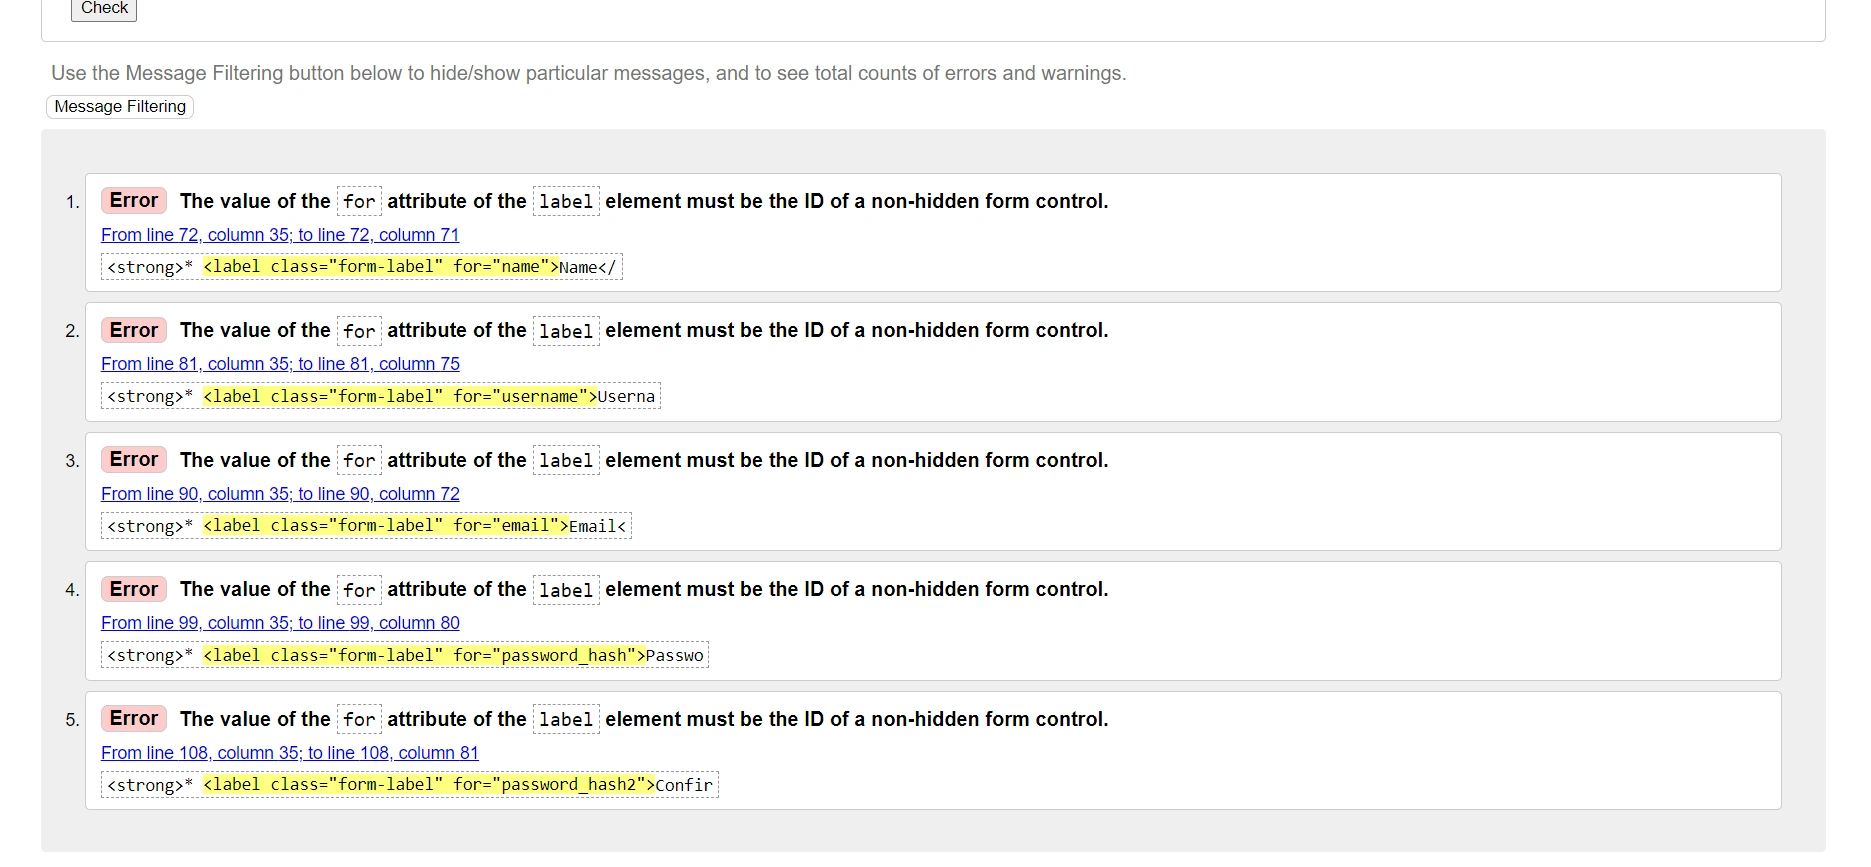 Check
Use the Message Filtering button below to hide/show particular messages, and to see total counts of errors and warnings.
Message Filtering
1. Error The value of the for attribute of the label element must be the ID of a non-hidden form control.
From line 72, column 35; to line 72, column 71
<strong>* <label class="form-label" for="name">Name</
2. Error The value of the for attribute of the label element must be the ID of a non-hidden form control.
From line 81, column 35; to line 81, column 75
<strong>* <label class="form-label" for="username">Userna
3. Error The value of the for attribute of the label element must be the ID of a non-hidden form control.
From line 90, column 35; to line 90, column 72
<strong>* <label class="form-label" for="email">Email<
4. Error The value of the for attribute of the label element must be the ID of a non-hidden form control.
From line 99, column 35; to line 99, column 80
<strong>* <label class="form-label" for="password_hash">Passwo
5. Error The value of the for attribute of the label element must be the ID of a non-hidden form control.
From line 108, column 35; to line 108, column 81
<strong>* <label class="form-label" for="password_hash2">Confir